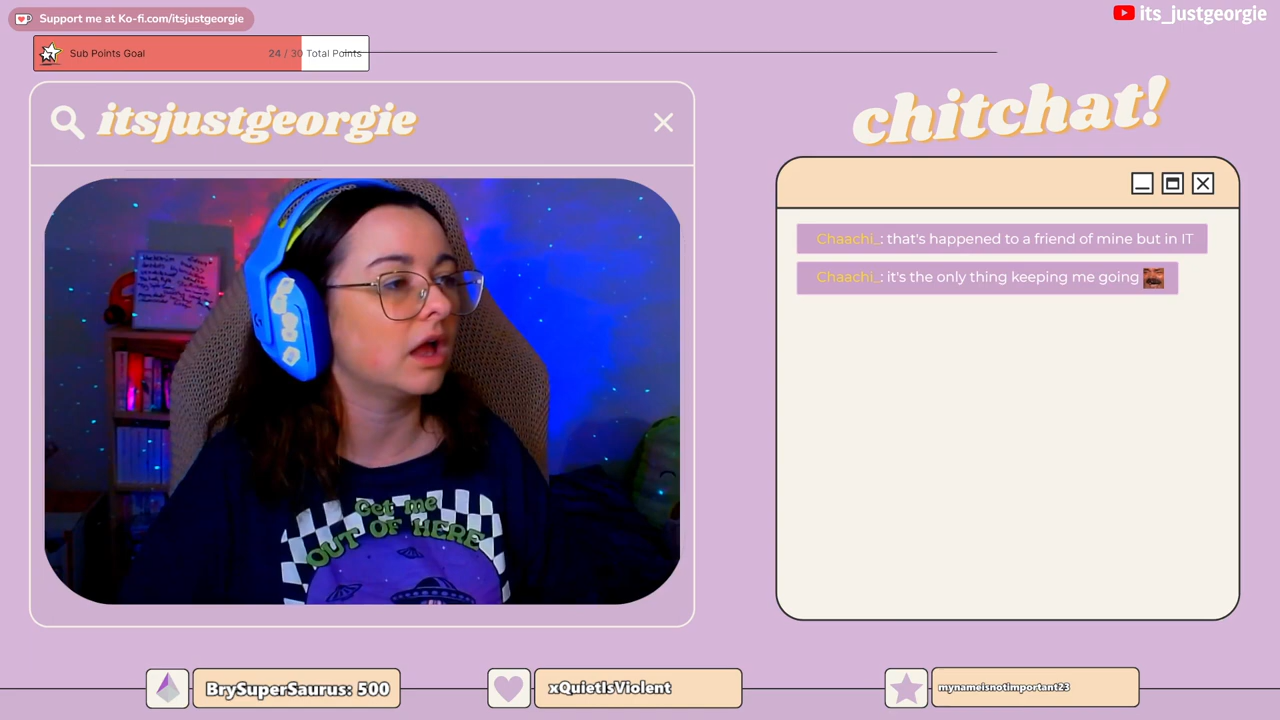 Support me at Ko-fi.com/itsjustgeorgie
its_justgeorgie
Sub Points Goal
24 / 30 Total Points
itsjustgeorgie
chitchat!
Chaachi_: that's happened to a friend of mine but in IT
Chaachi_: it's the only thing keeping me going
Get me
OUT OF HERE
BrySuperSaurus: 500
xQuietIsViolent
mynameisnotimportant23